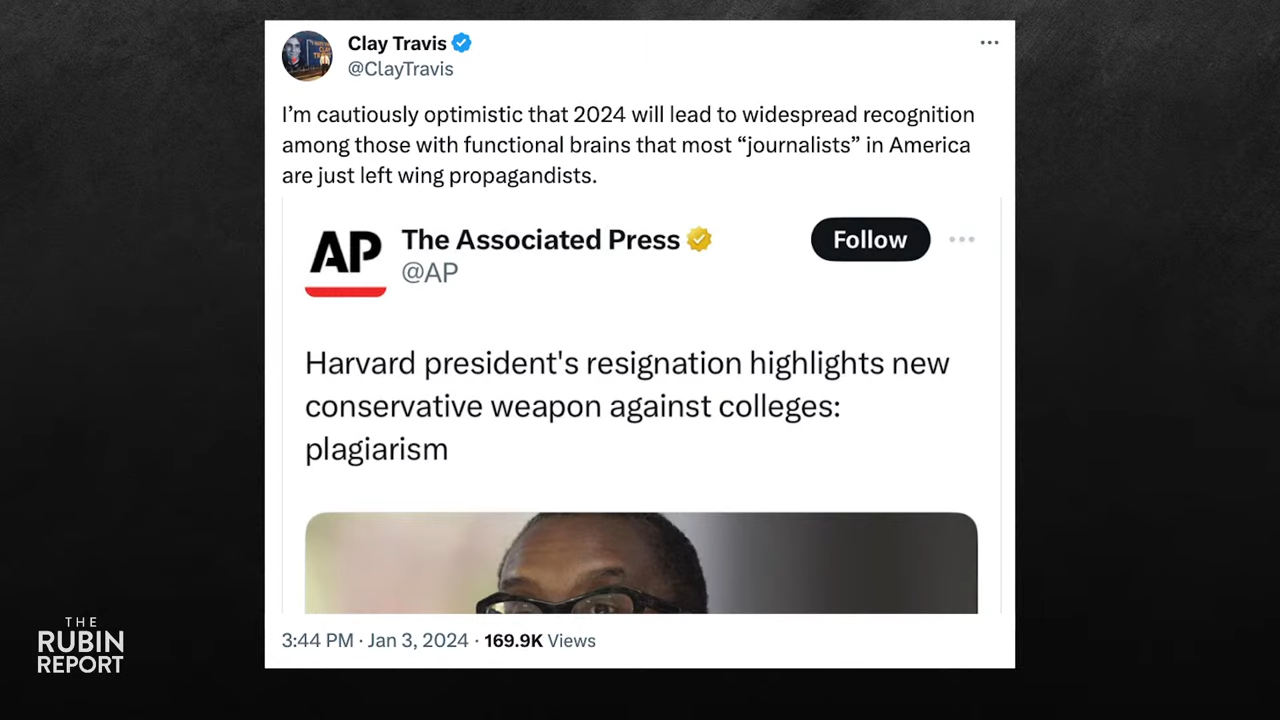 Clay Travis
@ClayTravis
I’m cautiously optimistic that 2024 will lead to widespread recognition
among those with functional brains that most “journalists” in America
are just left wing propagandists.
AP
The Associated Press
@AP
Follow
Harvard president's resignation highlights new
conservative weapon against colleges:
plagiarism
3:44 PM · Jan 3, 2024 · 169.9K Views
THE
RUBIN
REPORT